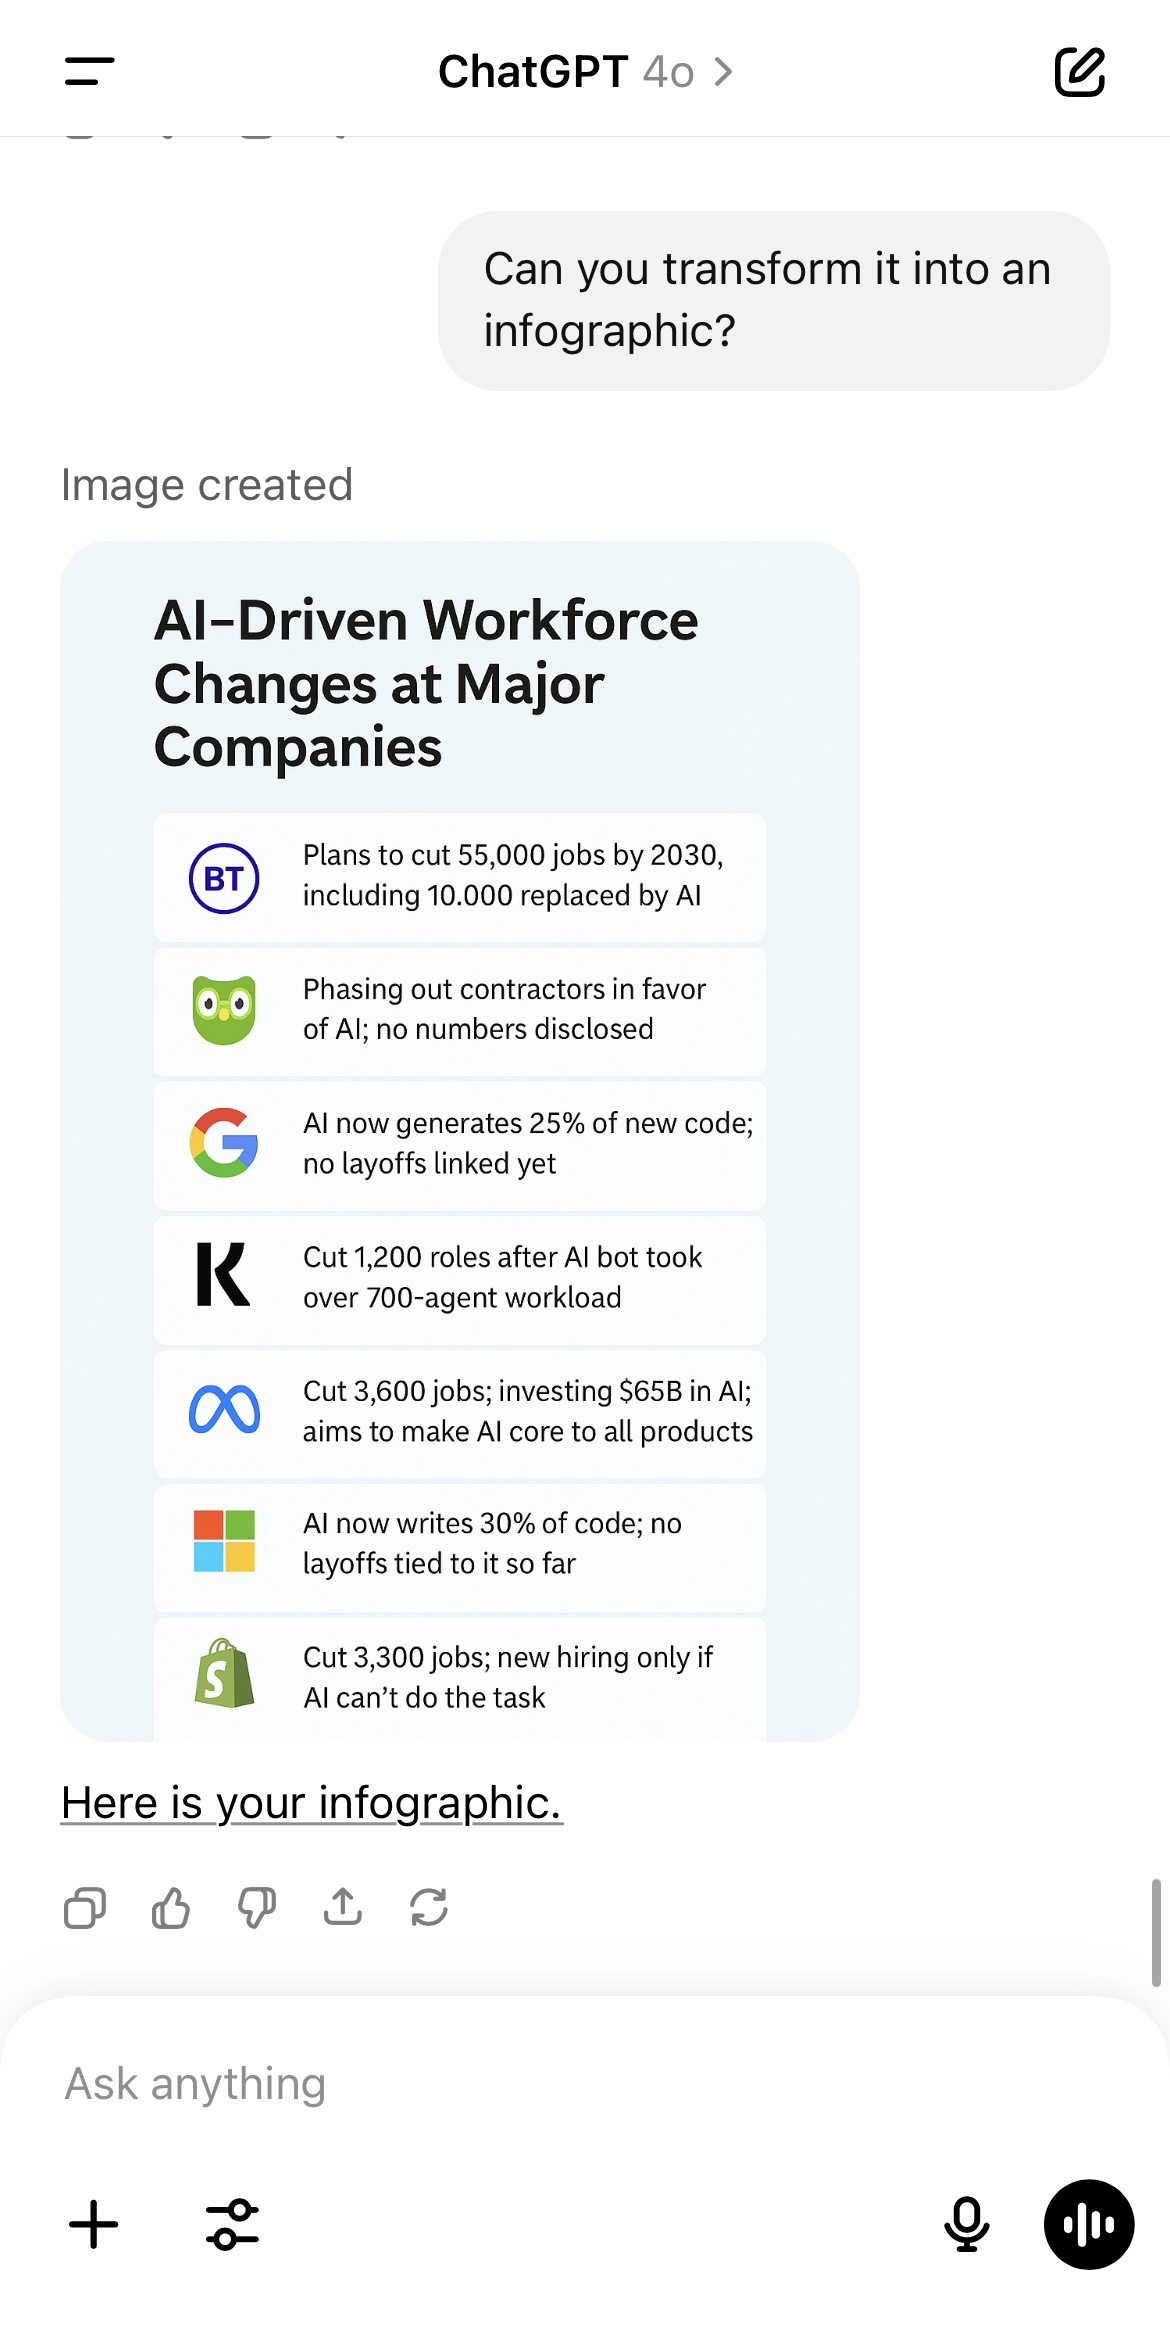 ChatGPT 4o
Can you transform it into an
infographic?
Image created
AI-Driven Workforce
Changes at Major
Companies
BT
Plans to cut 55,000 jobs by 2030,
including 10.000 replaced by AI
Phasing out contractors in favor
of AI; no numbers disclosed
G
AI now generates 25% of new code;
no layoffs linked yet
K
Cut 1,200 roles after AI bot took
over 700-agent workload
Cut 3,600 jobs; investing $65B in AI;
aims to make AI core to all products
AI now writes 30% of code; no
layoffs tied to it so far
S
Cut 3,300 jobs; new hiring only if
AI can’t do the task
Here is your infographic.
Ask anything